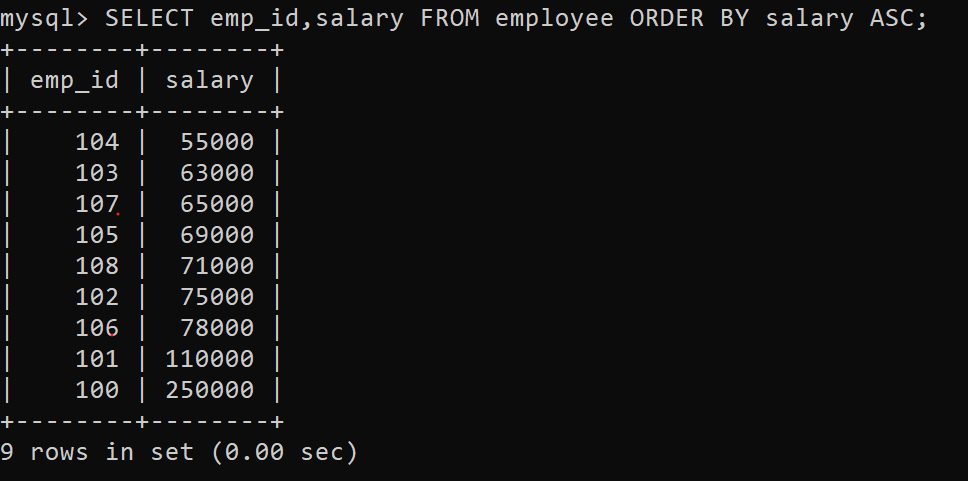 mysql> SELECT emp_id,salary FROM employee ORDER BY salary ASC;
+--------+--------+
| emp_id | salary |
+--------+--------+
|    104 |  55000 |
|    103 |  63000 |
|    107 |  65000 |
|    105 |  69000 |
|    108 |  71000 |
|    102 |  75000 |
|    106 |  78000 |
|    101 | 110000 |
|    100 | 250000 |
+--------+--------+
9 rows in set (0.00 sec)